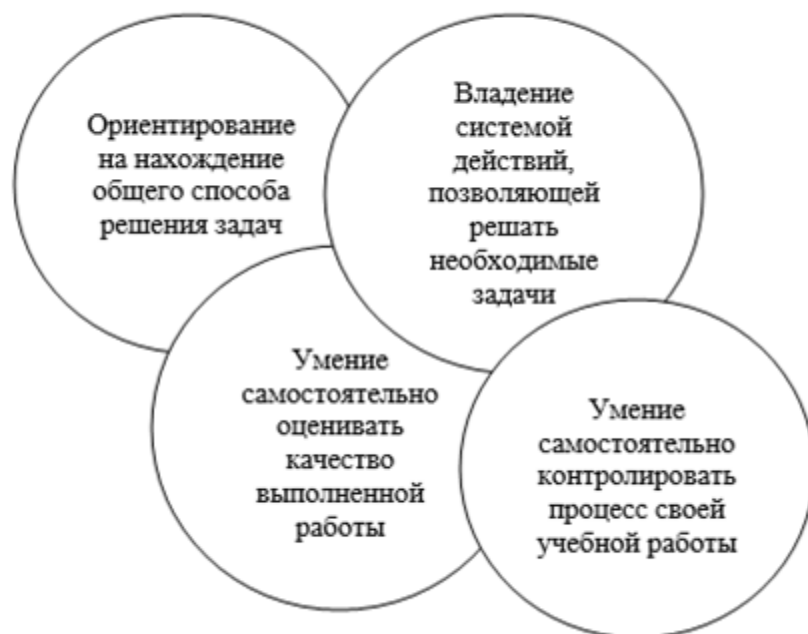 Ориентирование
на нахождение
общего способа
решения задач
Владение
системой
действий,
позволяющей
решать
необходимые
задачи
Умение
самостоятельно
оценивать
качество
выполненной
работы
Умение
самостоятельно
контролировать
процесс своей
учебной работы